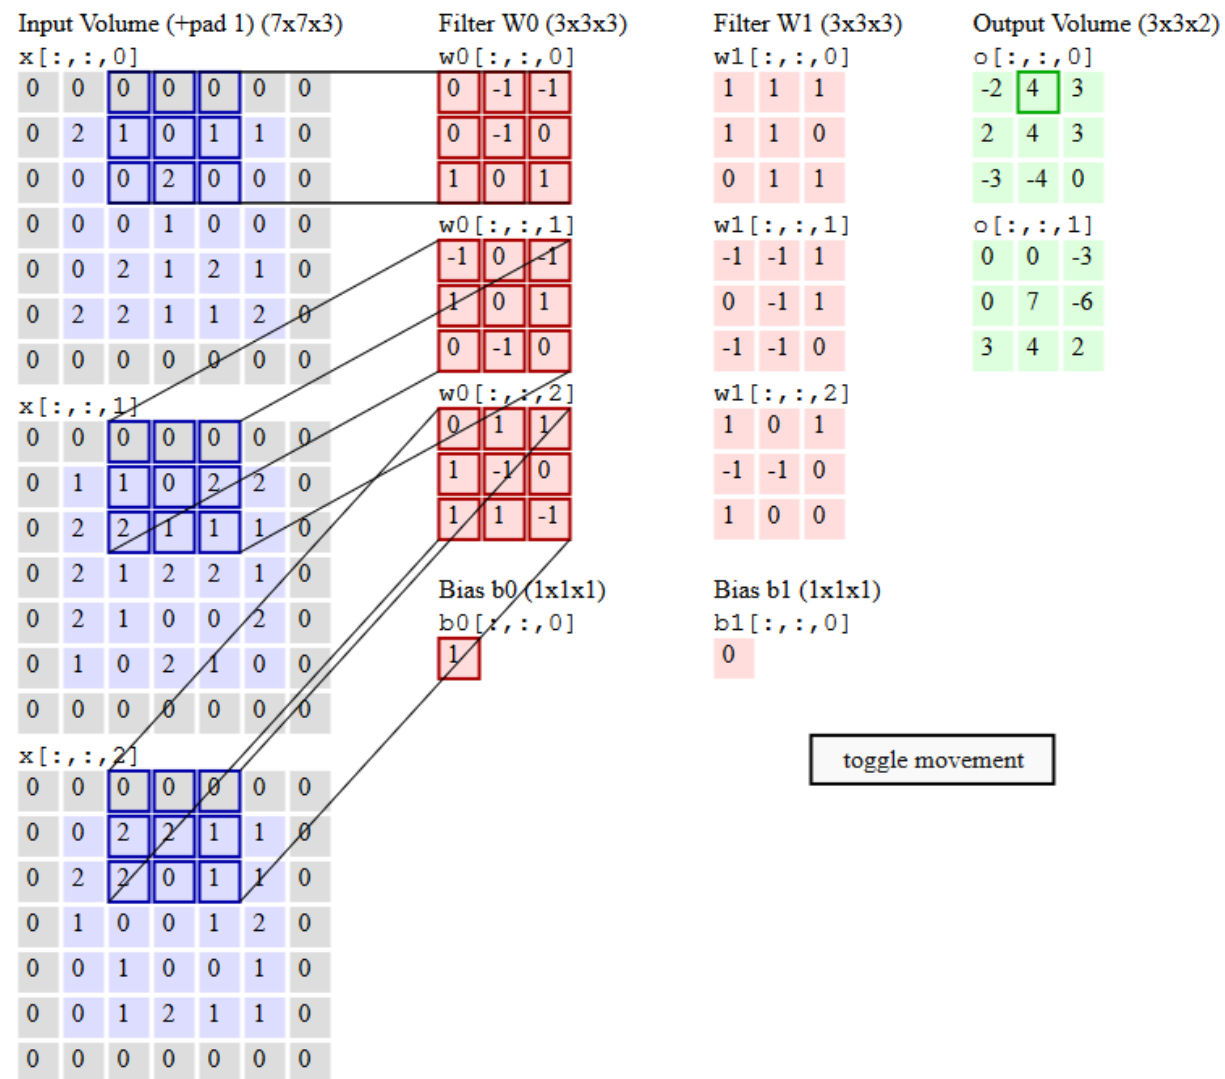 Input Volume (+pad 1) (7x7x3) Filter W0 (3x3x3) Filter W1 (3x3x3) Output Volume (3x3x2)
x[:,:,0] w0[:,:,0] w1[:,:,0] o[:,:,0]
0 0 0 0 0 0 0 0 -1 -1 1 1 1 -2 4 3
0 2 1 0 1 1 0 0 -1 0 1 1 0 2 4 3
0 0 0 2 0 0 0 1 0 1 0 1 1 -3 -4 0
0 0 0 1 0 0 0 w0[:,:,1] w1[:,:,1] o[:,:,1]
0 0 2 1 2 1 0 -1 0 -1 -1 -1 1 0 0 -3
0 2 2 1 1 2 0 1 0 1 0 -1 1 0 7 -6
0 0 0 0 0 0 0 0 -1 0 -1 -1 0 3 4 2
x[:,:,1] w0[:,:,2] w1[:,:,2]
0 0 0 0 0 0 0 0 1 1 1 0 1
0 1 1 0 2 2 0 1 -1 0 -1 -1 0
0 2 2 1 1 1 0 1 1 -1 1 0 0
0 2 1 2 2 1 0 Bias b0 (1x1x1) Bias b1 (1x1x1)
0 2 1 0 0 2 0 b0[:,:,0] b1[:,:,0]
0 1 0 2 1 0 0 1 0
0 0 0 0 0 0 0
x[:,:,2] toggle movement
0 0 0 0 0 0 0
0 0 2 2 1 1 0
0 2 2 0 1 1 0
0 1 0 0 1 2 0
0 0 1 0 0 1 0
0 0 1 2 1 1 0
0 0 0 0 0 0 0